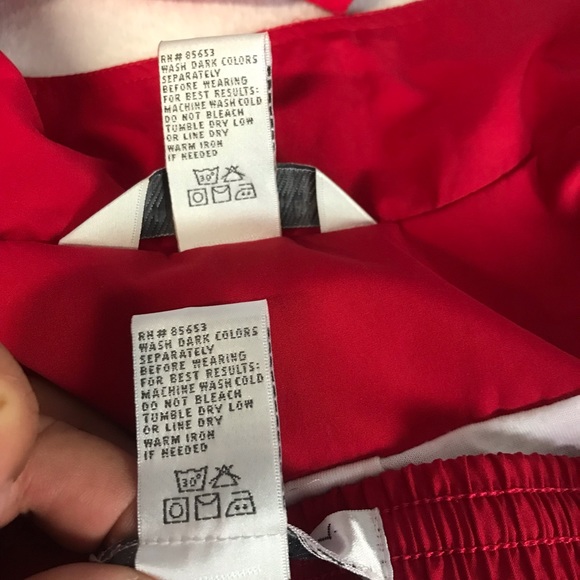 RN# 85653
WASH DARK COLORS
SEPARATELY
BEFORE WEARING
FOR BEST RESULTS:
MACHINE WASH COLD
DO NOT BLEACH
TUMBLE DRY LOW
OR LINE DRY
WARM IRON
IF NEEDED
30°
RN# 85653
WASH DARK COLORS
SEPARATELY
BEFORE WEARING
FOR BEST RESULTS:
MACHINE WASH COLD
DO NOT BLEACH
TUMBLE DRY LOW
OR LINE DRY
WARM IRON
IF NEEDED
30°
L